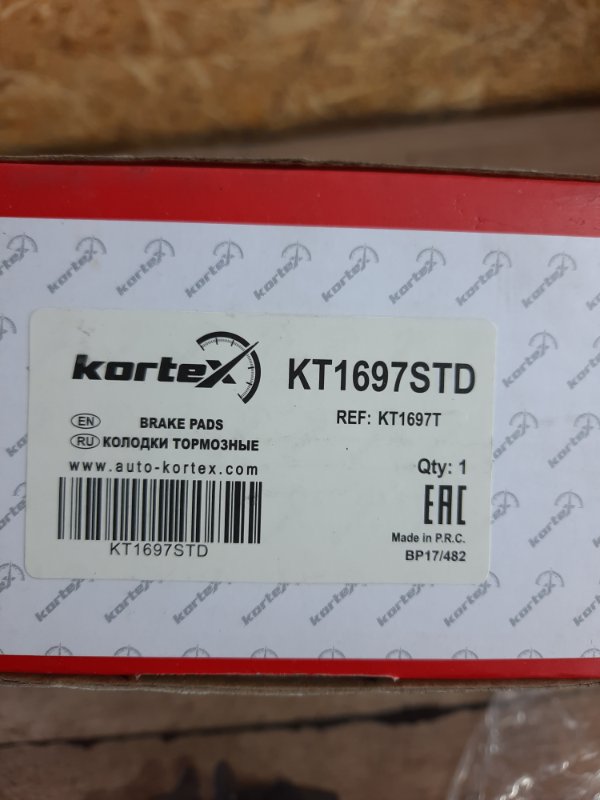 kortex
KT1697STD
REF: KT1697T
EN BRAKE PADS
RU КОЛОДКИ ТОРМОЗНЫЕ
www.auto-kortex.com
KT1697STD
Qty: 1
EAC
Made in P.R.C.
BP17/482